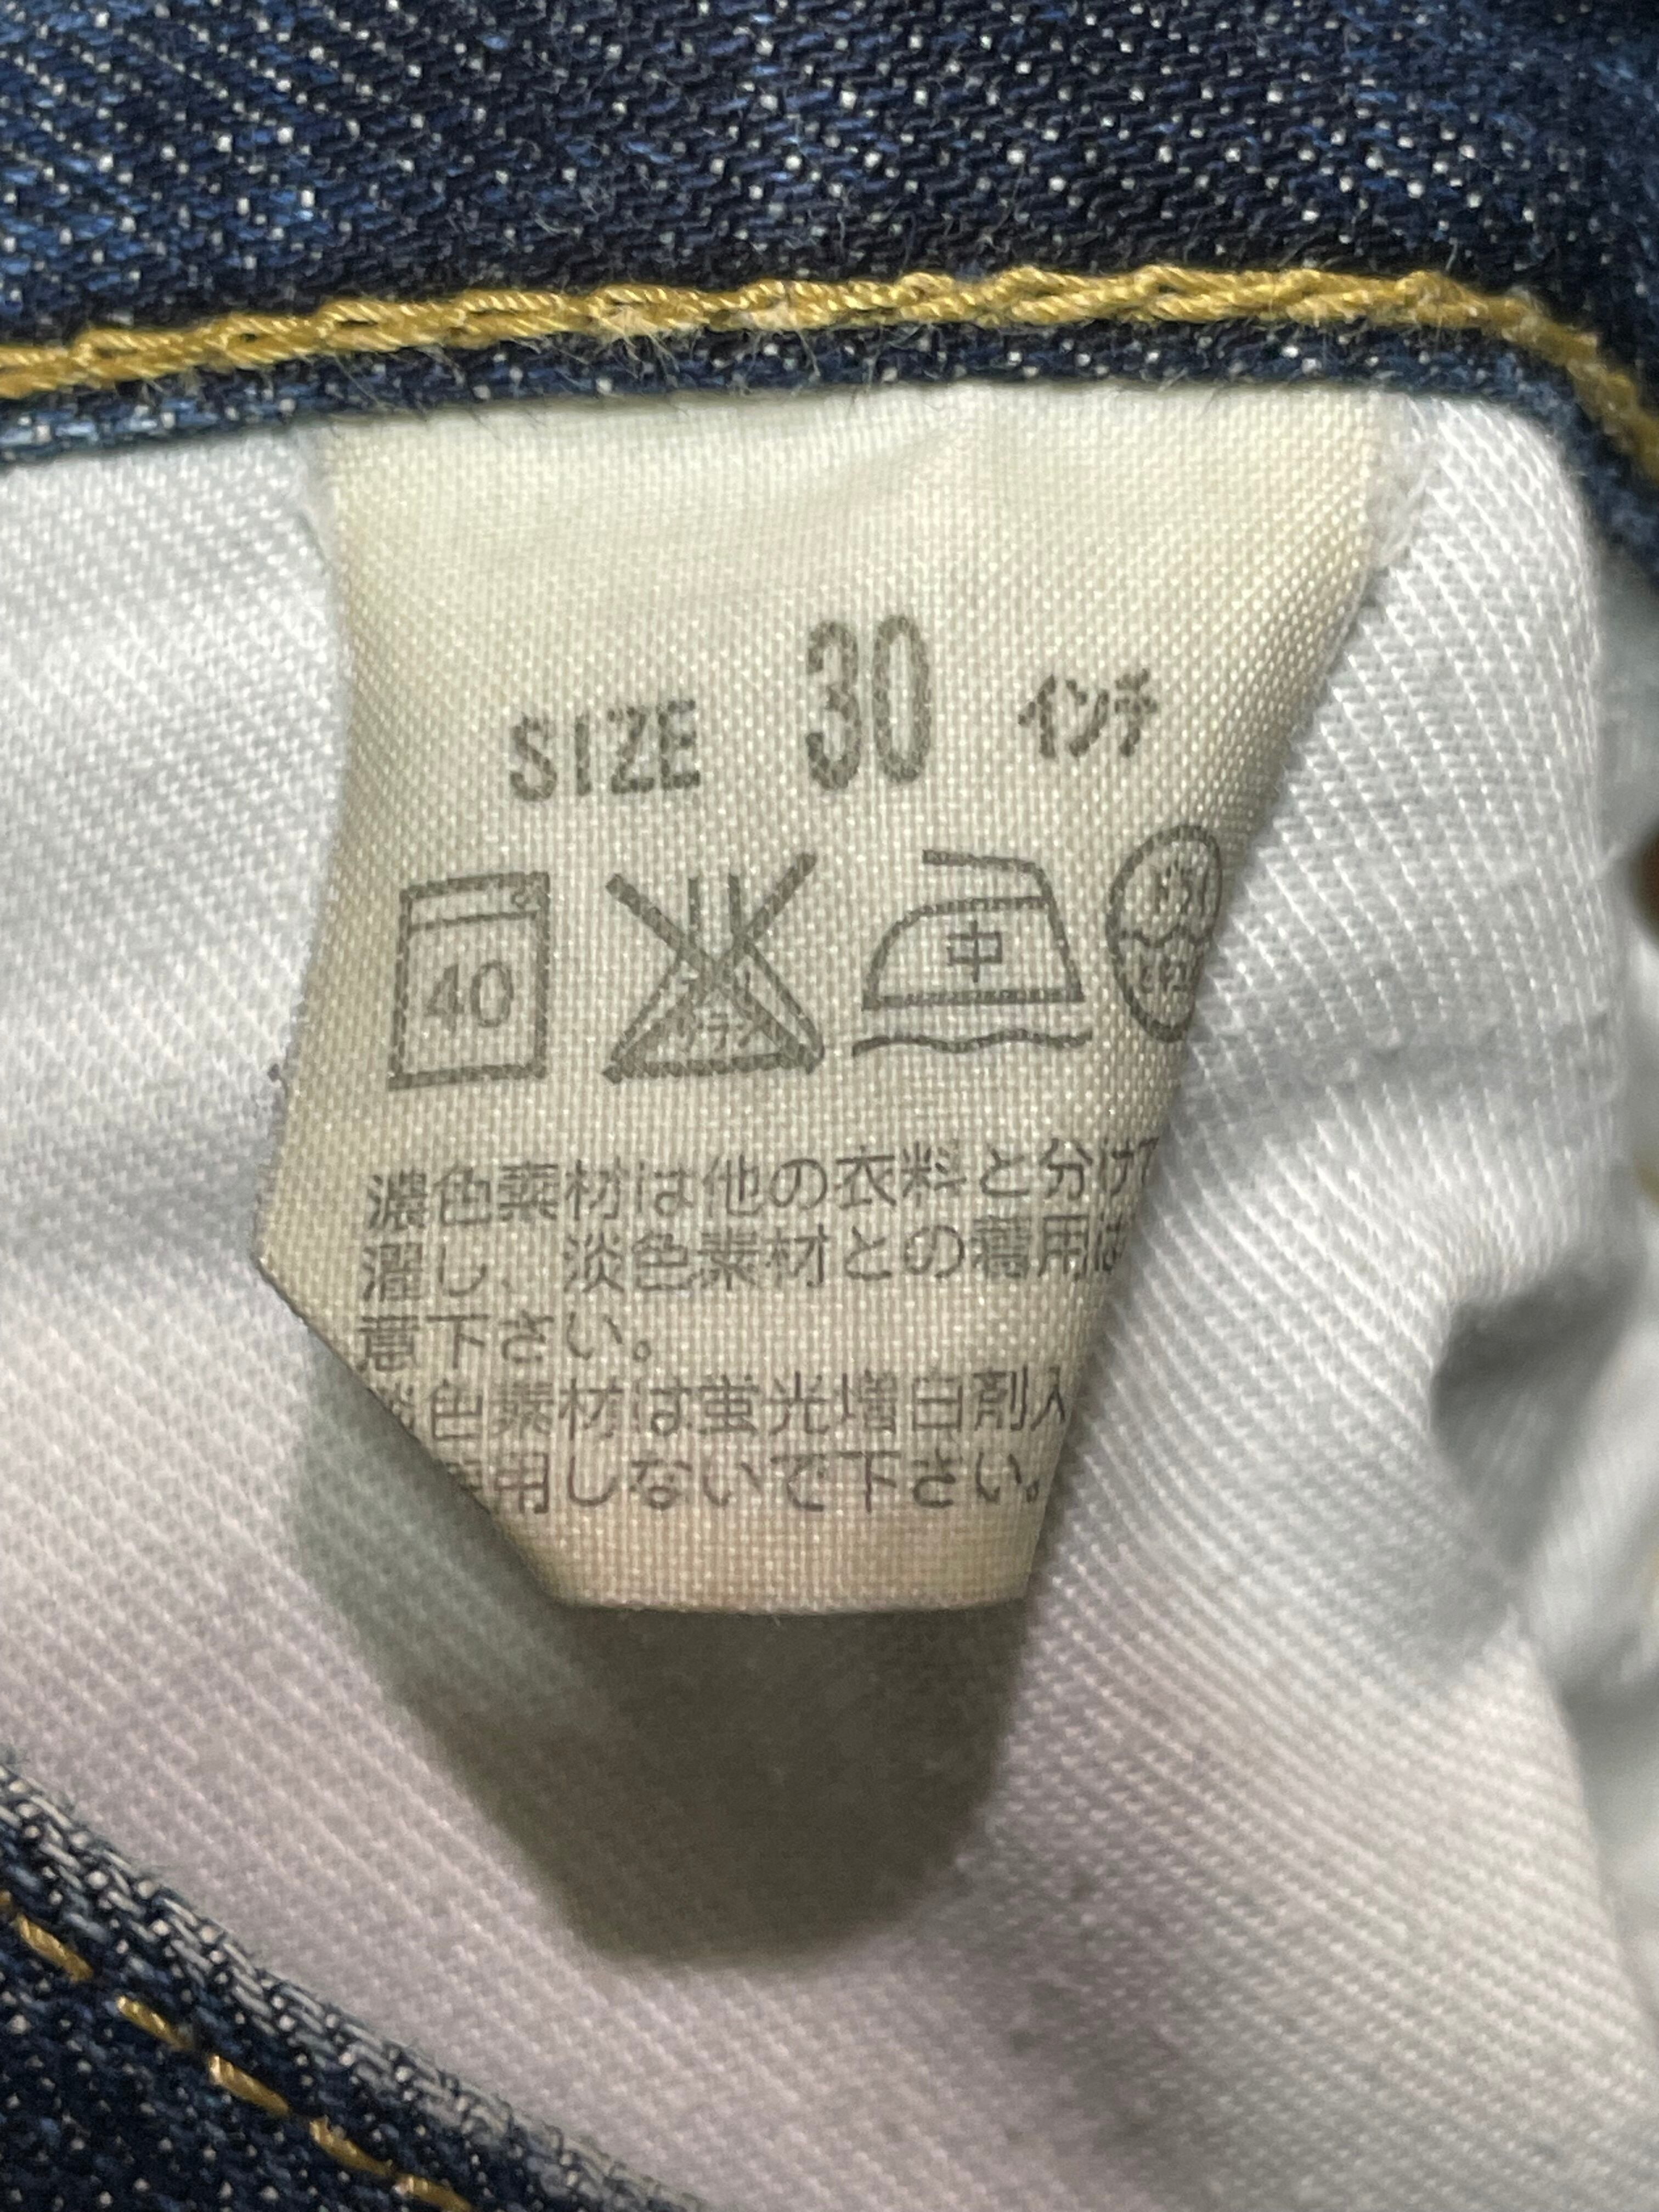 SIZE 30 インチ
40
中
濃色素材は他の衣料と分けて
濯し、淡色素材との着用は
意下さい。
色素材は蛍光増白剤入
用しないで下さい。